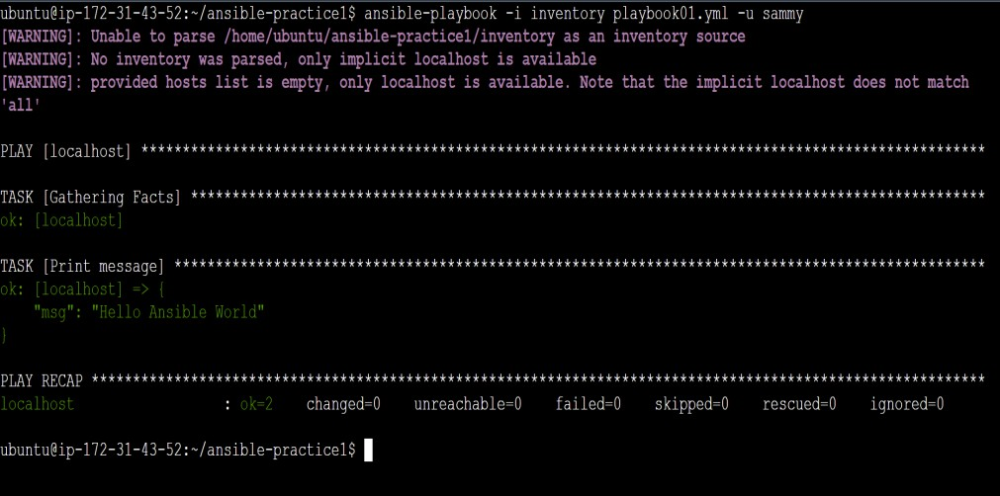 ubuntu@ip-172-31-43-52:~/ansible-practice1$ ansible-playbook -i inventory playbook01.yml -u sammy
[WARNING]: Unable to parse /home/ubuntu/ansible-practice1/inventory as an inventory source
[WARNING]: No inventory was parsed, only implicit localhost is available
[WARNING]: provided hosts list is empty, only localhost is available. Note that the implicit localhost does not match
'all'
PLAY [localhost] ******************************************************************************************************
TASK [Gathering Facts] ************************************************************************************************
ok: [localhost]
TASK [Print message] **************************************************************************************************
ok: [localhost] => {
    "msg": "Hello Ansible World"
}
PLAY RECAP ************************************************************************************************************
localhost                  : ok=2    changed=0    unreachable=0    failed=0    skipped=0    rescued=0    ignored=0
ubuntu@ip-172-31-43-52:~/ansible-practice1$